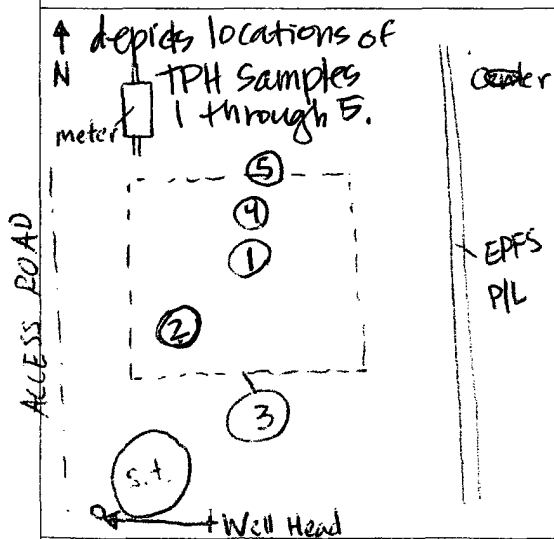 depicts locations of
N TPH Samples
1 through 5.
meter
center
5
4
1
2
3
ACCESS ROAD
EPFS
P/L
s.t.
Well Head